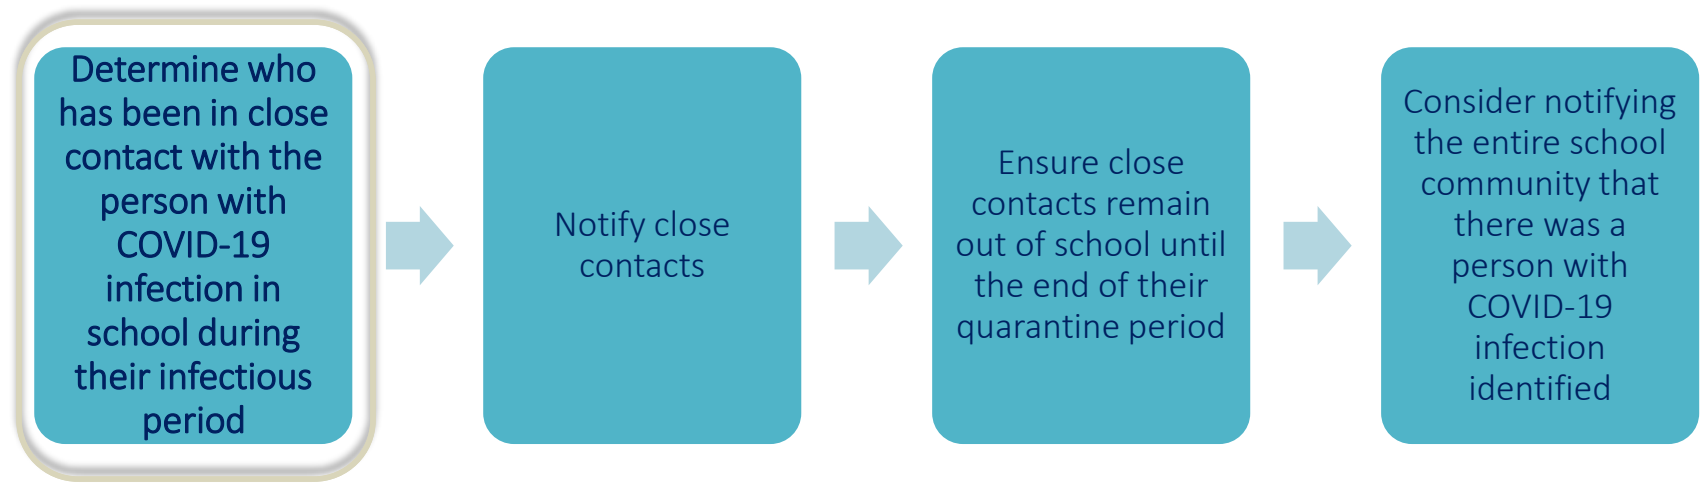 Determine who
has been in close
contact with the
person with
COVID-19
infection in
school during
their infectious
period
Notify close
contacts
Ensure close
contacts remain
out of school until
the end of their
quarantine period
Consider notifying
the entire school
community that
there was a
person with
COVID-19
infection
identified